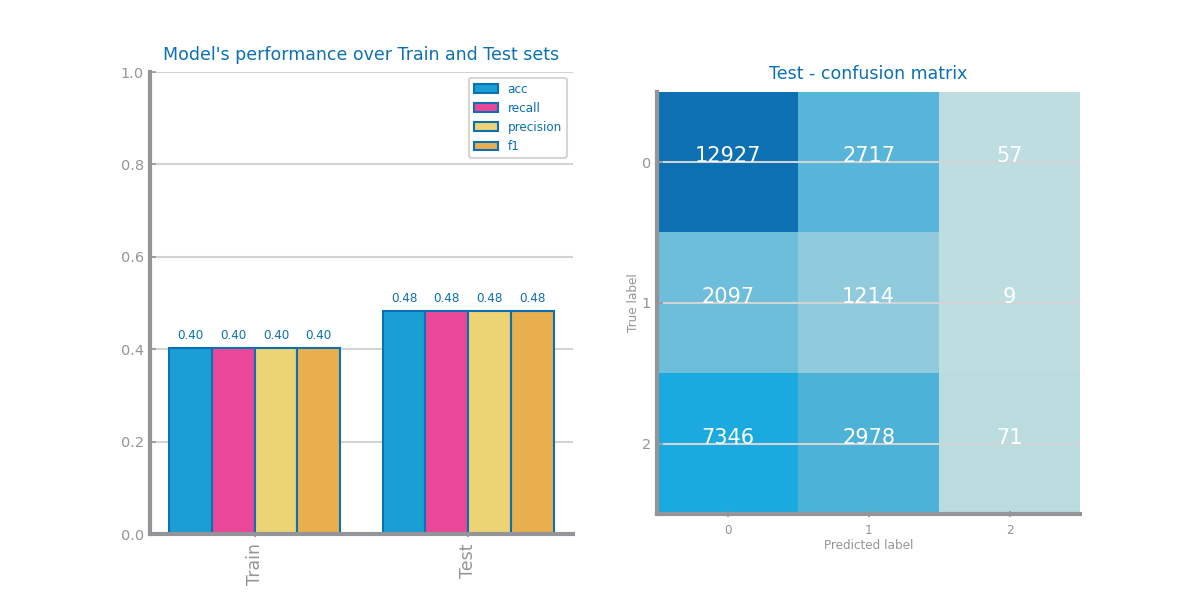 Model's performance over Train and Test sets
1.0
0.8
0.6
0.4
0.2
0.0
acc
recall
precision
f1
0.40 0.40 0.40 0.40
0.48 0.48 0.48 0.48
Train
Test
Test - confusion matrix
True label
0
1
2
12927 2717 57
2097 1214 9
7346 2978 71
0 1 2
Predicted label